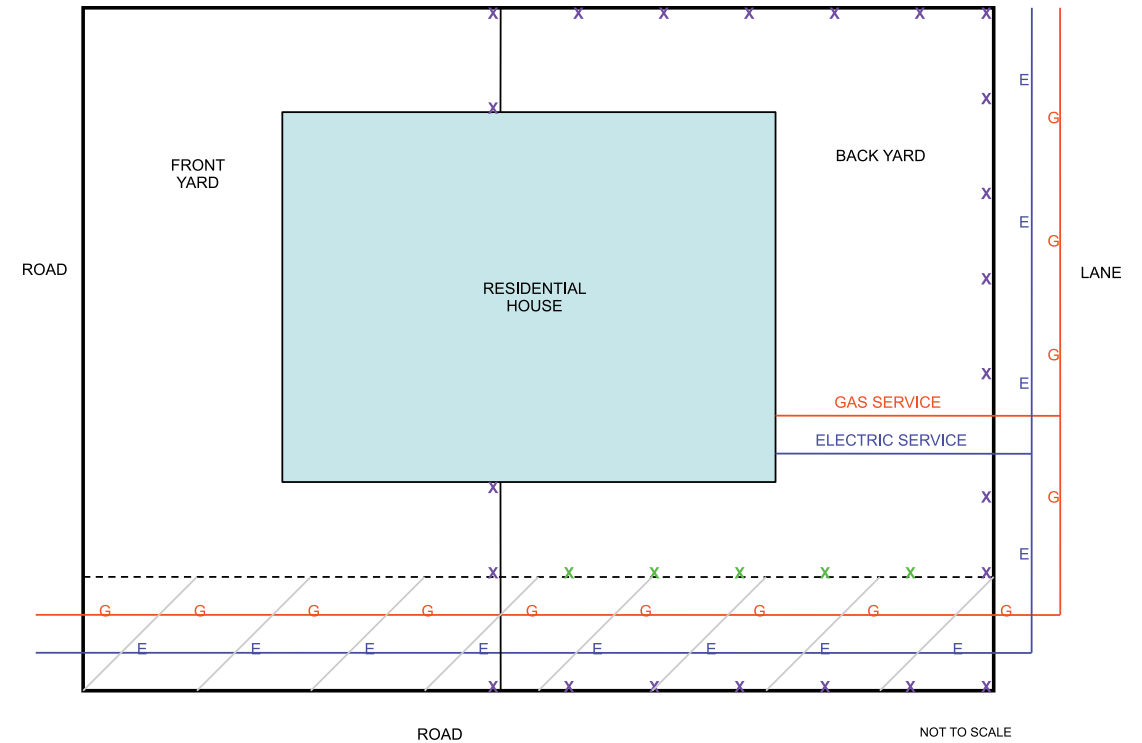 X X X X X X X
E
X
X
G
BACK YARD
FRONT
YARD
X
E
G
ROAD
LANE
X
RESIDENTIAL
HOUSE
G
X
E
GAS SERVICE
ELECTRIC SERVICE
X
X
G
E
X X X X X X X
G G G G G G G G G
E E E E E E E E
X X X X X X X
ROAD
NOT TO SCALE